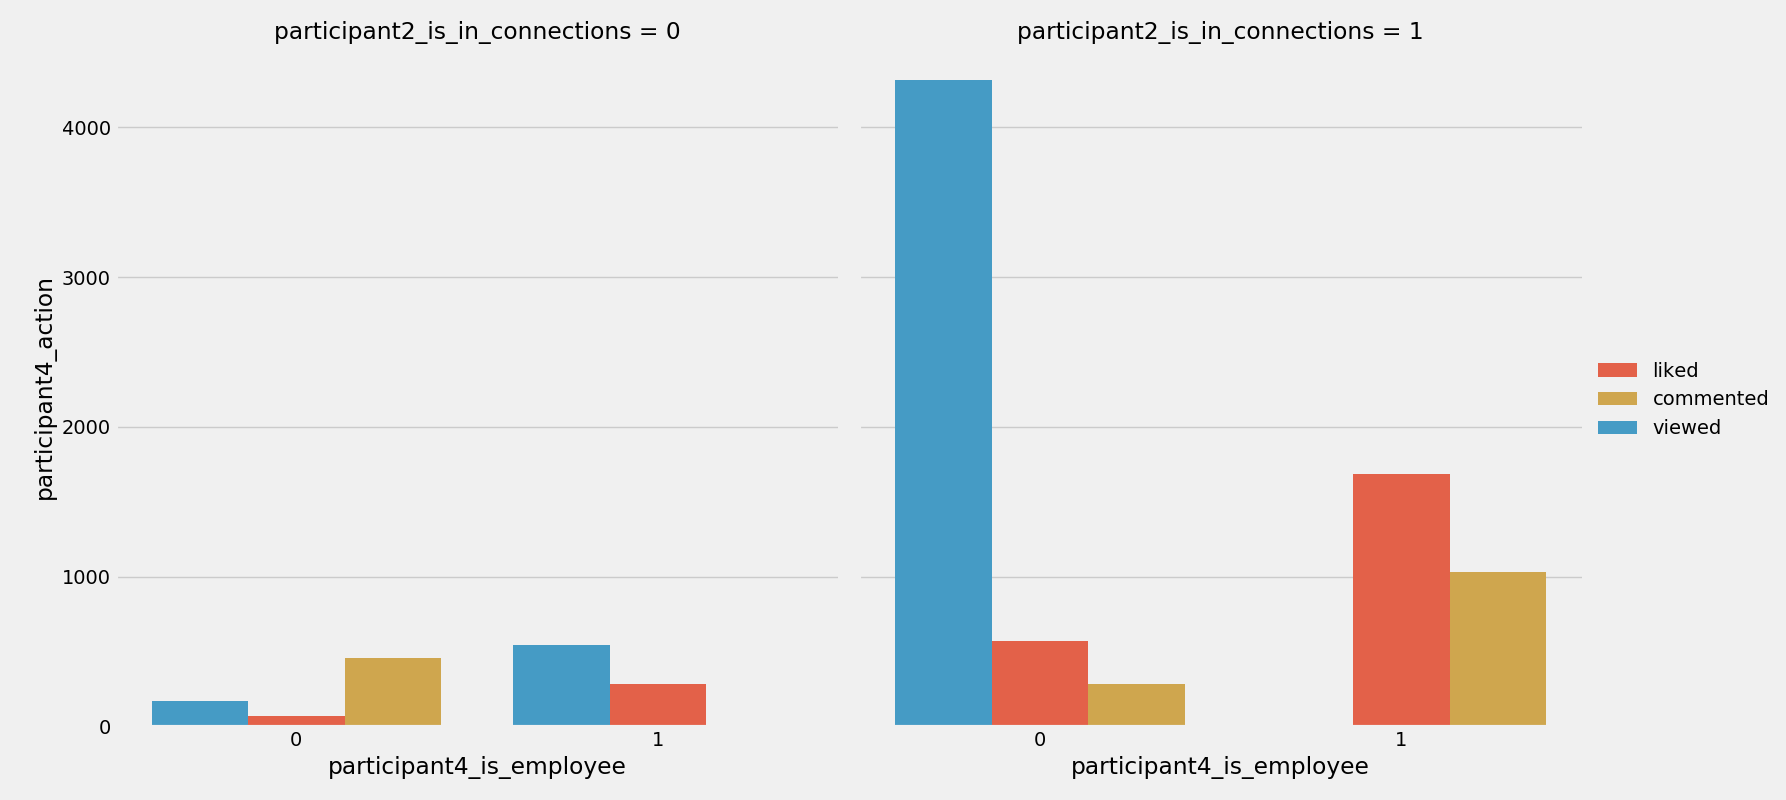 participant2_is_in_connections = 0
participant2_is_in_connections = 1
participant4_action
4000
3000
2000
1000
0
0
1
0
1
participant4_is_employee
participant4_is_employee
liked
commented
viewed